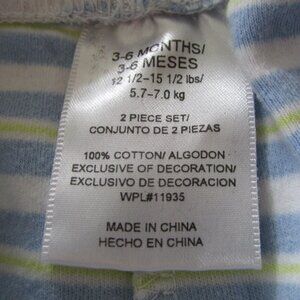 3-6 MONTHS/
3-6 MESES
12 1/2-15 1/2 lbs/
5.7-7.0 kg
2 PIECE SET/
CONJUNTO DE 2 PIEZAS
100% COTTON/ ALGODON
EXCLUSIVE OF DECORATION/
EXCLUSIVO DE DECORACION
WPL#11935
MADE IN CHINA
HECHO EN CHINA